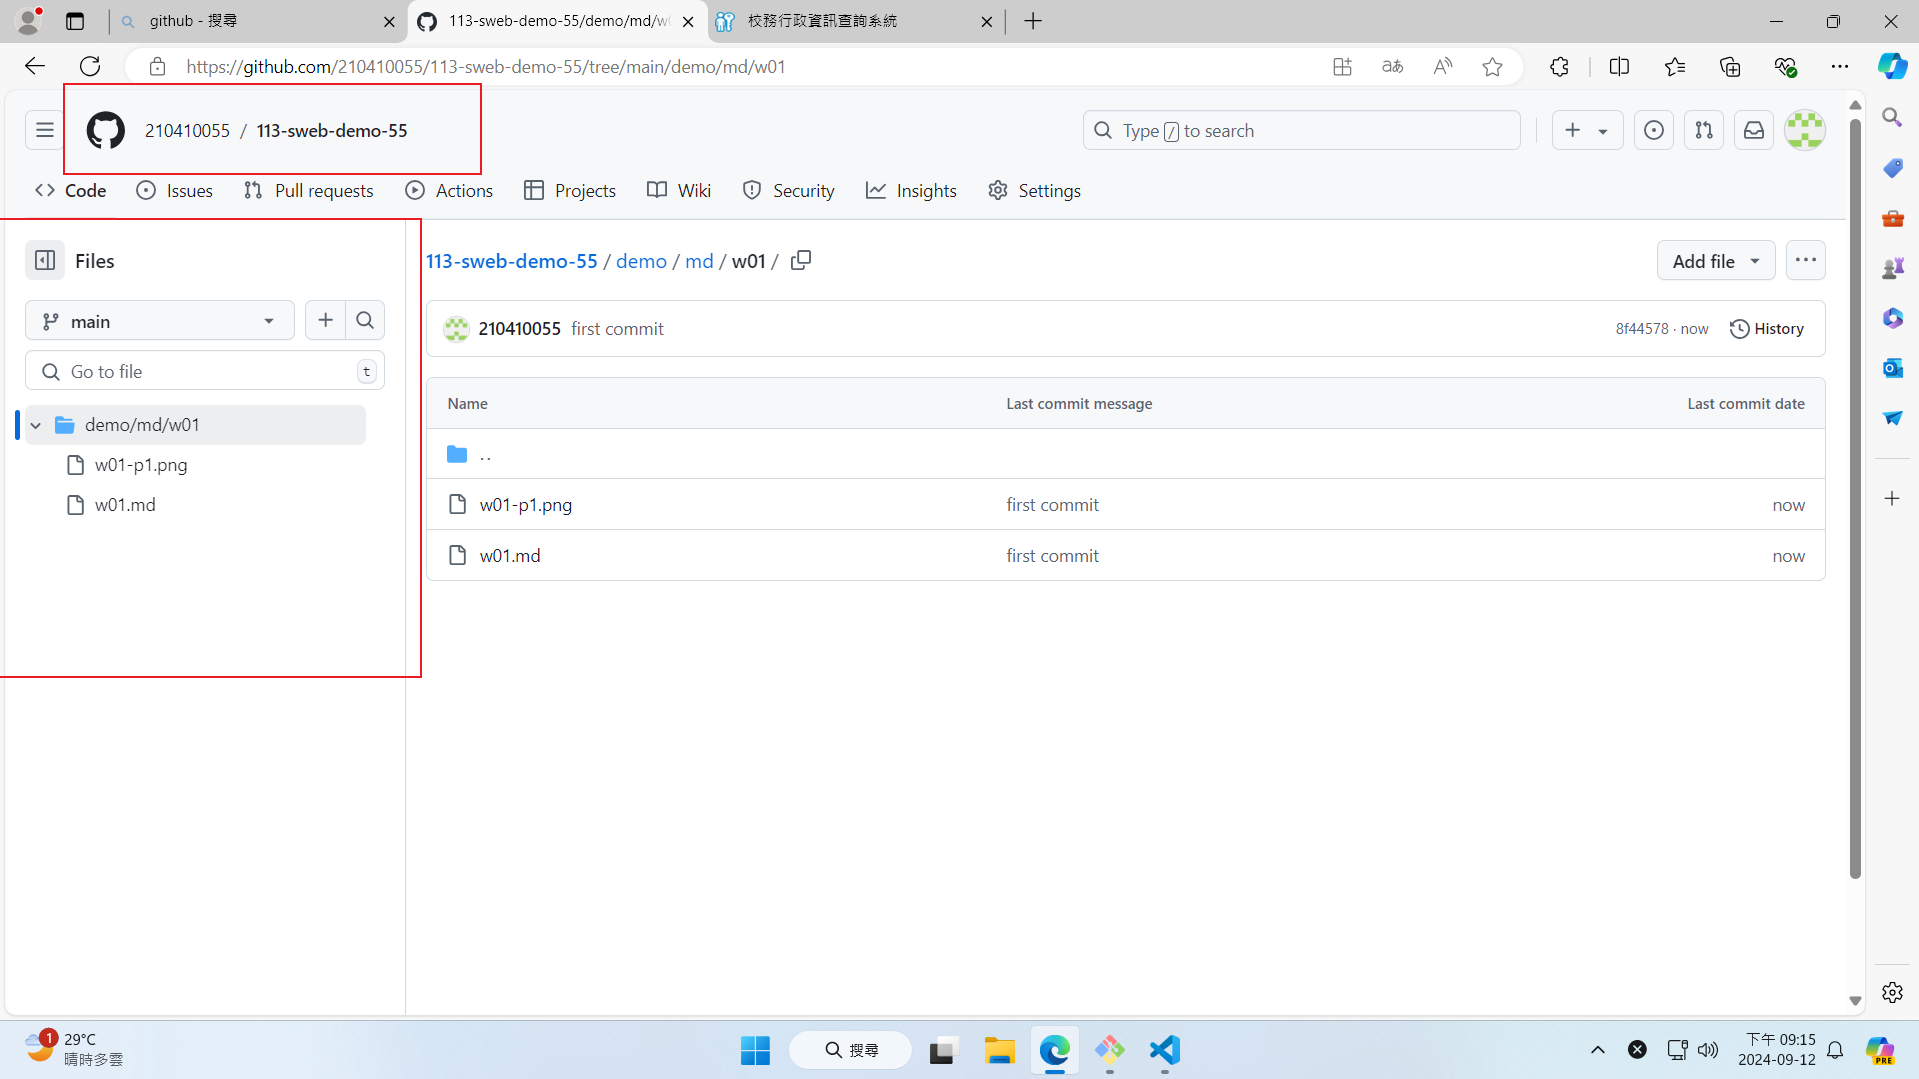 github - 搜尋
113-sweb-demo-55/demo/md/w
校務行政資訊查詢系統
https://github.com/210410055/113-sweb-demo-55/tree/main/demo/md/w01
210410055 / 113-sweb-demo-55
Type / to search
Code
Issues
Pull requests
Actions
Projects
Wiki
Security
Insights
Settings
Files
113-sweb-demo-55 / demo / md / w01 /
Add file
main
210410055 first commit
8f44578 · now
History
Go to file
t
Name
Last commit message
Last commit date
demo/md/w01
..
w01-p1.png
w01.md
w01-p1.png
first commit
now
w01.md
first commit
now
1
29°C
晴時多雲
搜尋
下午 09:15
2024-09-12
PRE